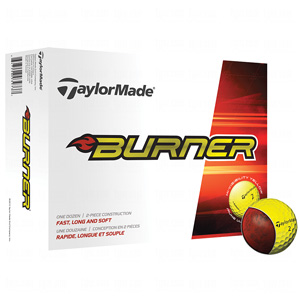 TaylorMade
BURNER
ONE DOZEN | 2-PIECE CONSTRUCTION
FAST, LONG AND SOFT
UNE DOUZAINE | CONCEPTION EN 2 PIÈCES
RAPIDE, LONGUE ET SOUPLE
2
2